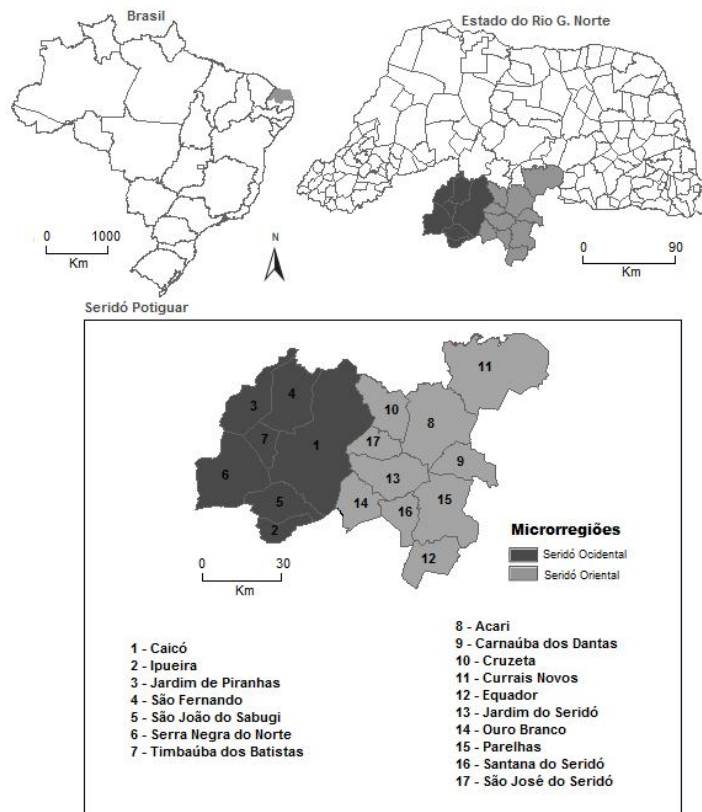 Brasil
Estado do Rio G. Norte
0 1000
Km
N
0 90
Km
Seridó Potiguar
11
4
3
10
8
7
1
17
9
6
13
15
5
14
16
2
12
Microrregiões
Seridó Ocidental
Seridó Oriental
0 30
Km
1 - Caicó
2 - Ipueira
3 - Jardim de Piranhas
4 - São Fernando
5 - São João do Sabugi
6 - Serra Negra do Norte
7 - Timbaúba dos Batistas
8 - Acari
9 - Carnaúba dos Dantas
10 - Cruzeta
11 - Currais Novos
12 - Equador
13 - Jardim do Seridó
14 - Ouro Branco
15 - Parelhas
16 - Santana do Seridó
17 - São José do Seridó